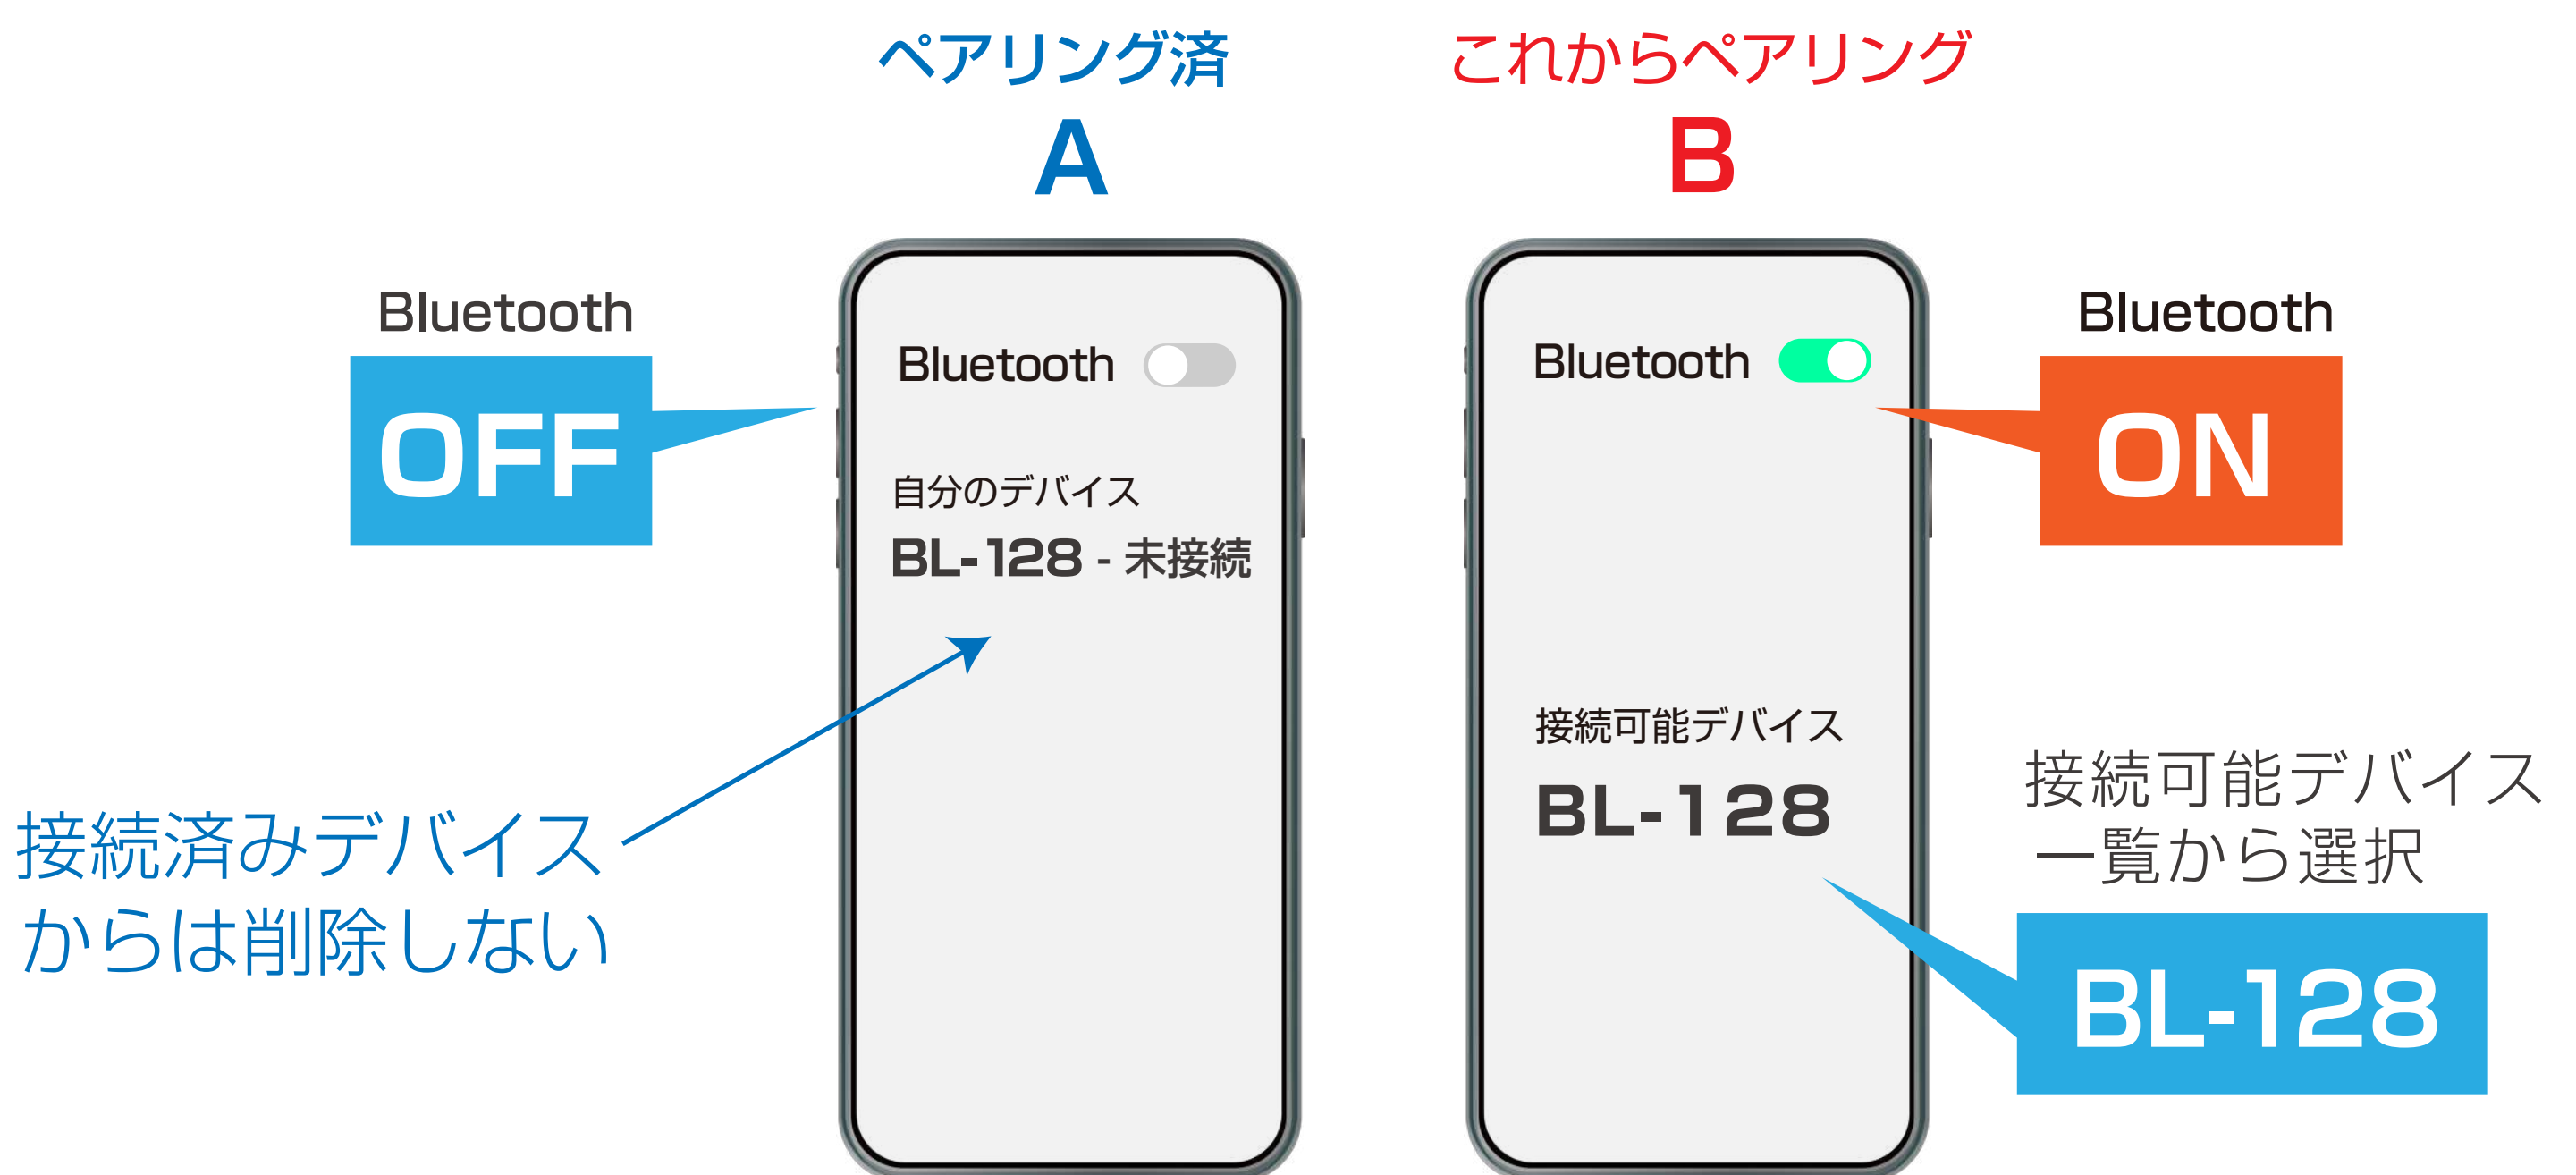 ペアリング済
A
これからペアリング
B
Bluetooth
OFF
Bluetooth
自分のデバイス
BL-128 - 未接続
接続済みデバイス
からは削除しない
Bluetooth
接続可能デバイス
BL-128
Bluetooth
ON
接続可能デバイス
一覧から選択
BL-128